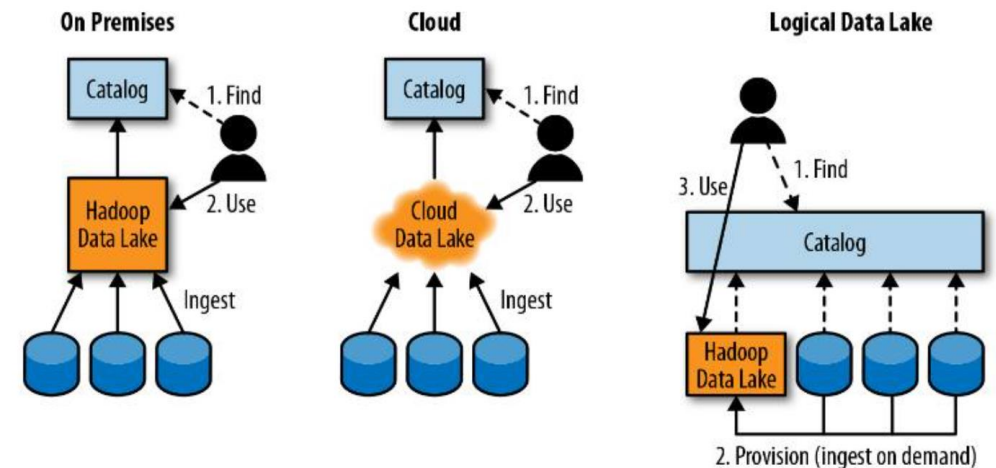 On Premises
Catalog
1. Find
Hadoop
Data Lake
2. Use
Ingest
Cloud
Catalog
1. Find
Cloud
Data Lake
2. Use
Ingest
Logical Data Lake
1. Find
3. Use
Catalog
Hadoop
Data Lake
2. Provision (ingest on demand)